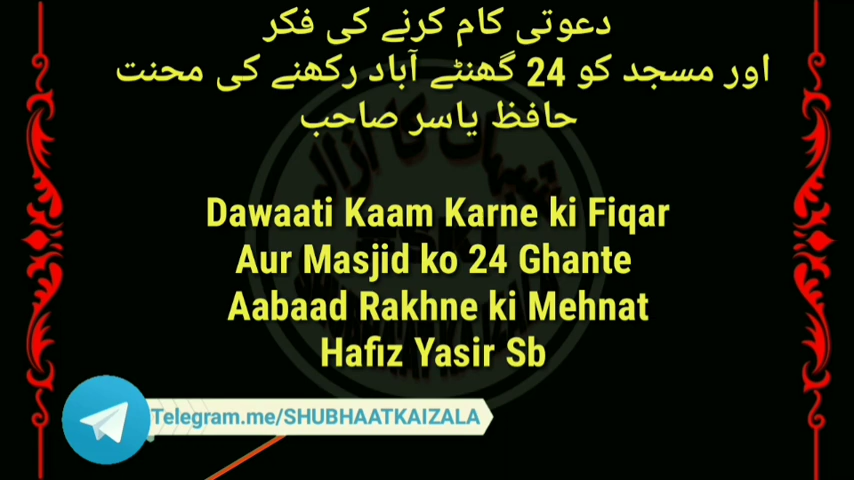 دعوتی کام کرنے کی فکر
اور مسجد کو 24 گھنٹے آباد رکھنے کی محنت
حافظ یاسر صاحب
Dawaati Kaam Karne ki Fiqar
Aur Masjid ko 24 Ghante
Aabaad Rakhne ki Mehnat
Hafiz Yasir Sb
Telegram.me/SHUBHAATKAIZALA